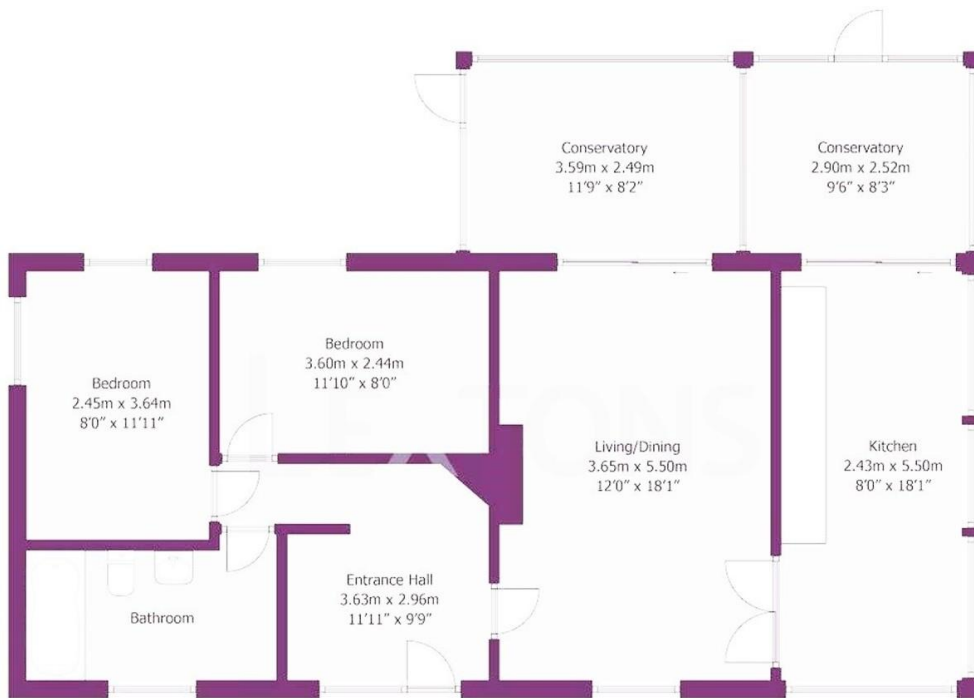 Conservatory
3.59m x 2.49m
11'9" x 8'2"
Conservatory
2.90m x 2.52m
9'6" x 8'3"
Bedroom
3.60m x 2.44m
11'10" x 8'0"
Bedroom
2.45m x 3.64m
8'0" x 11'11"
Living/Dining
3.65m x 5.50m
12'0" x 18'1"
Kitchen
2.43m x 5.50m
8'0" x 18'1"
Entrance Hall
3.63m x 2.96m
11'11" x 9'9"
Bathroom